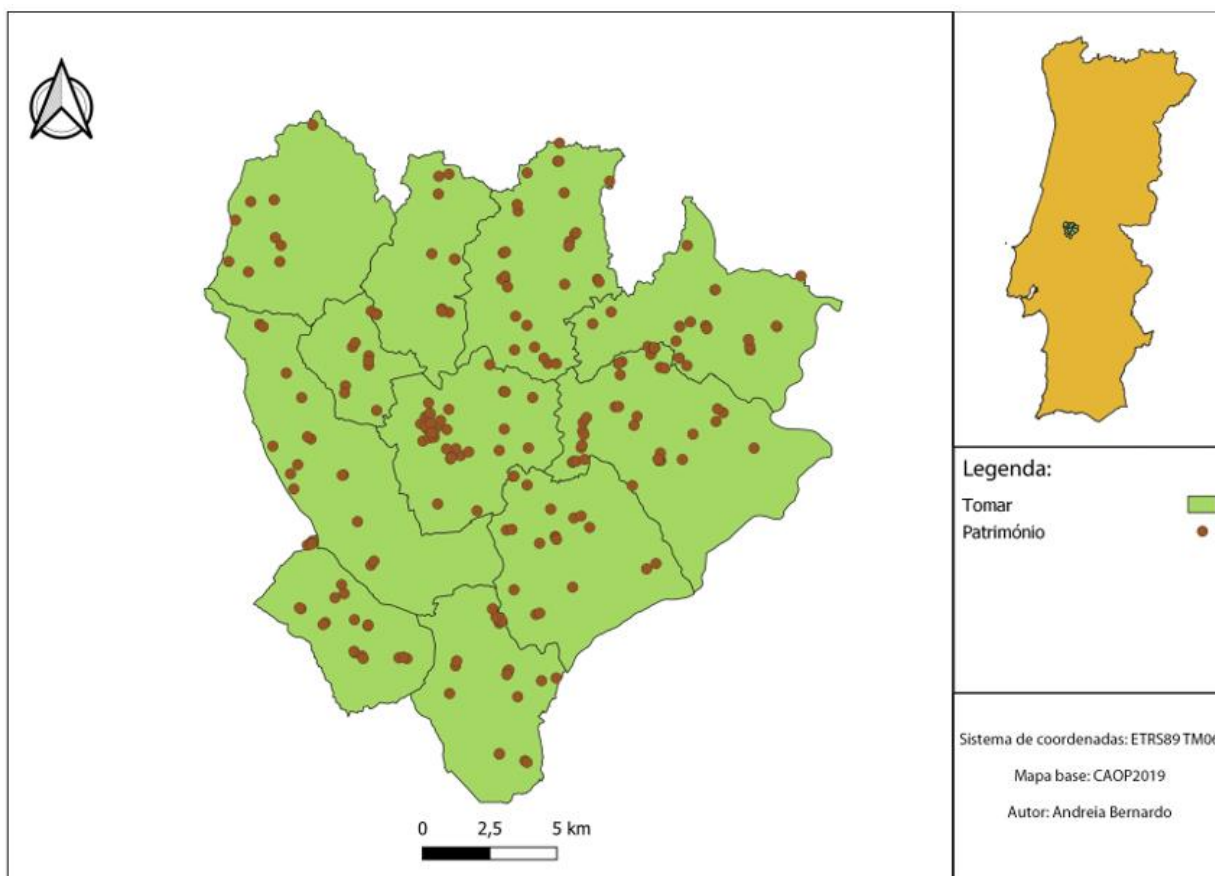 Legenda:
Tomar
Património
Sistema de coordenadas: ETRS89 TM06
Mapa base: CAOP2019
Autor: Andreia Bernardo
0 2,5 5 km